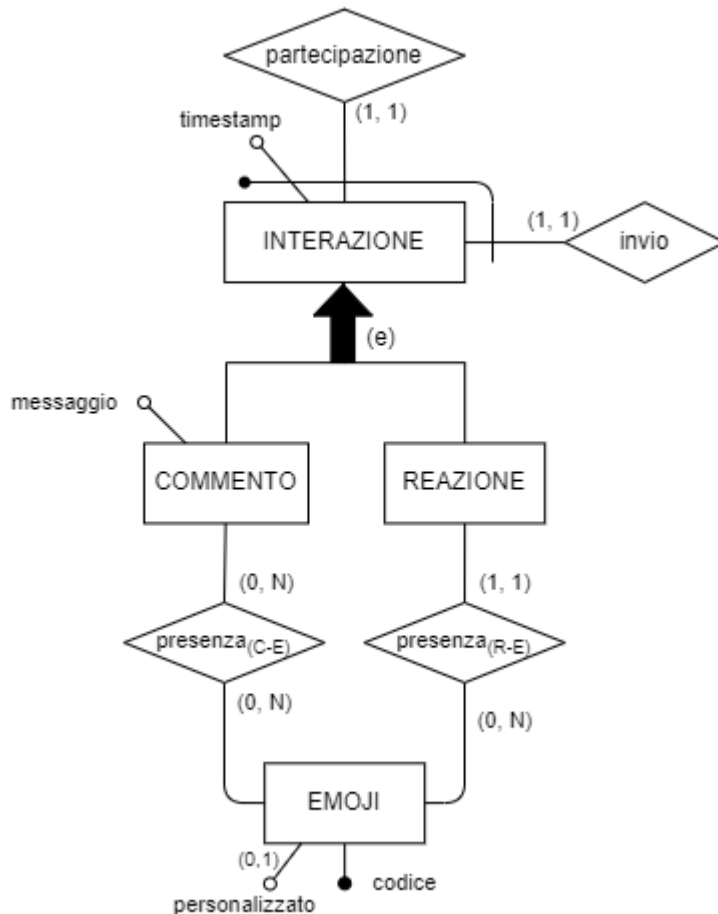 partecipazione
(1, 1)
timestamp
INTERAZIONE
(1, 1)
invio
(e)
messaggio
COMMENTO
REAZIONE
(0, N)
(1, 1)
presenza(C-E)
presenza(R-E)
(0, N)
(0, N)
EMOJI
(0,1)
codice
personalizzato